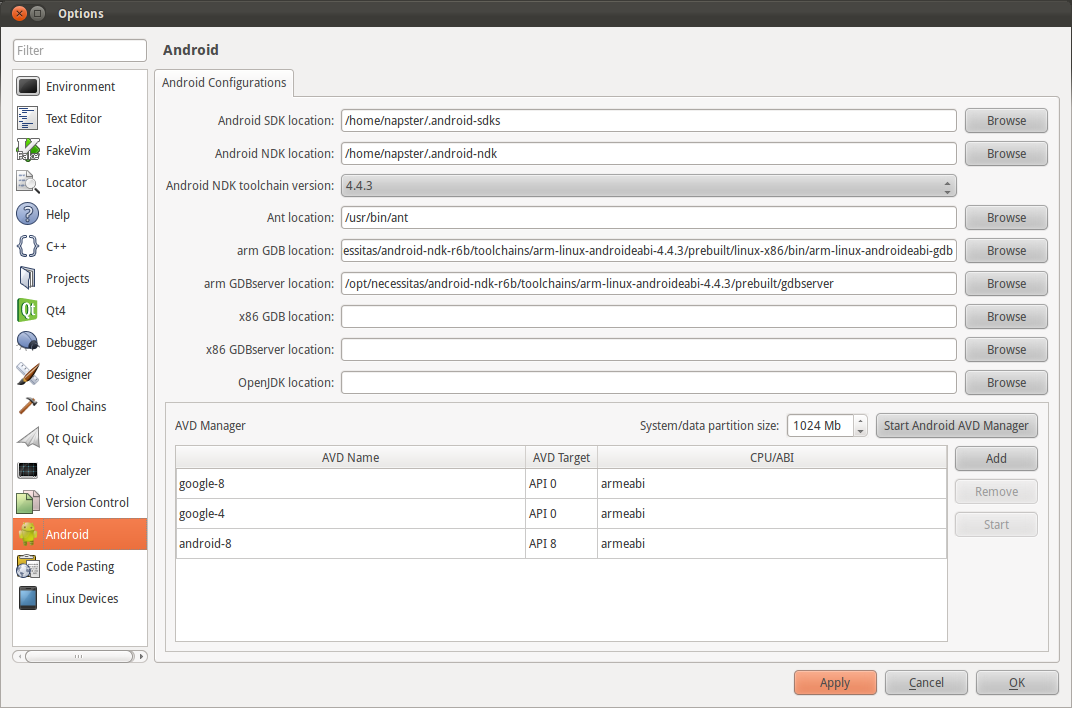 Options
Filter
Environment
Text Editor
FakeVim
Locator
Help
C++
Projects
Qt4
Debugger
Designer
Tool Chains
Qt Quick
Analyzer
Version Control
Android
Code Pasting
Linux Devices
Android
Android Configurations
Android SDK location: /home/napster/.android-sdks Browse
Android NDK location: /home/napster/.android-ndk Browse
Android NDK toolchain version: 4.4.3
Ant location: /usr/bin/ant Browse
arm GDB location: essitas/android-ndk-r6b/toolchains/arm-linux-androideabi-4.4.3/prebuilt/linux-x86/bin/arm-linux-androideabi-gdb Browse
arm GDBserver location: /opt/necessitas/android-ndk-r6b/toolchains/arm-linux-androideabi-4.4.3/prebuilt/gdbserver Browse
x86 GDB location: Browse
x86 GDBserver location: Browse
OpenJDK location: Browse
AVD Manager System/data partition size: 1024 Mb Start Android AVD Manager
AVD Name AVD Target CPU/ABI Add
google-8 API 0 armeabi Remove
google-4 API 0 armeabi Start
android-8 API 8 armeabi
Apply Cancel OK